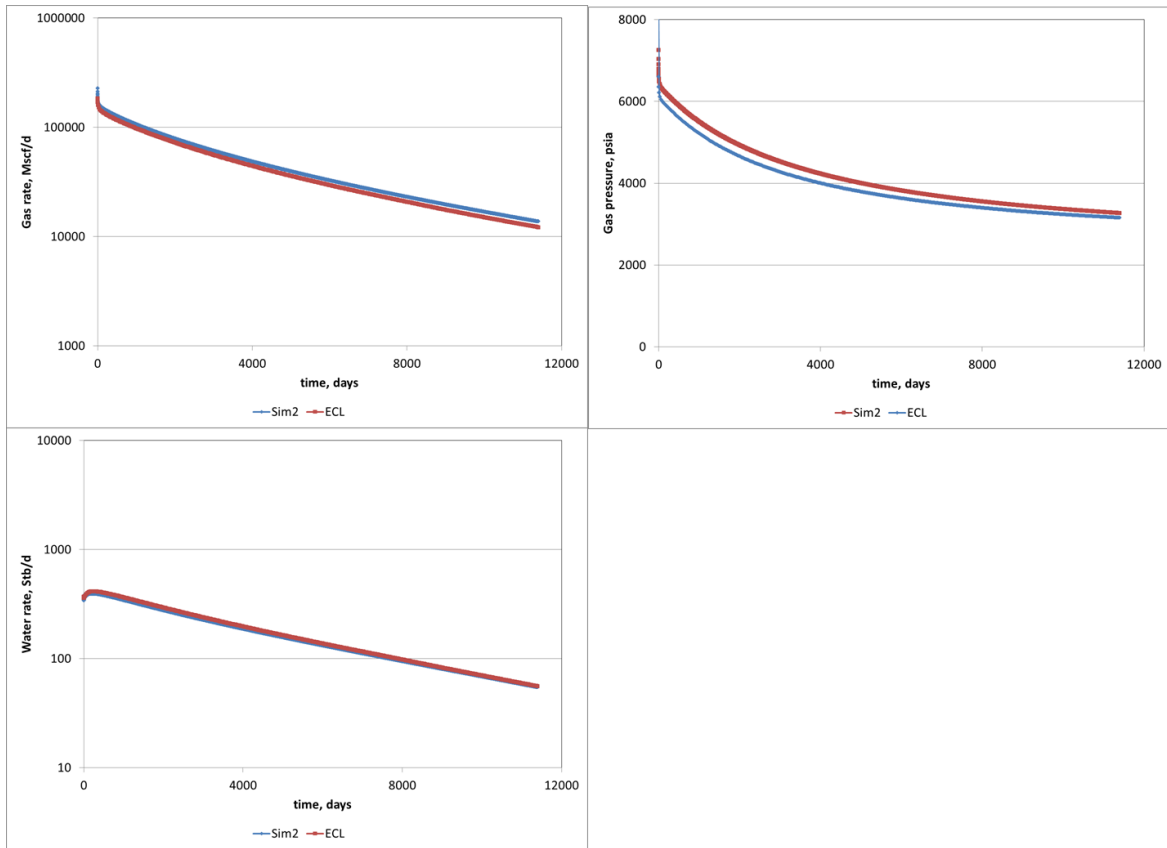 1000000
100000
10000
1000
Gas rate, Mscf/d
0 4000 8000 12000
time, days
Sim2 ECL
8000
6000
4000
2000
0
Gas pressure, psia
0 4000 8000 12000
time, days
Sim2 ECL
10000
1000
100
10
Water rate, Stb/d
0 4000 8000 12000
time, days
Sim2 ECL